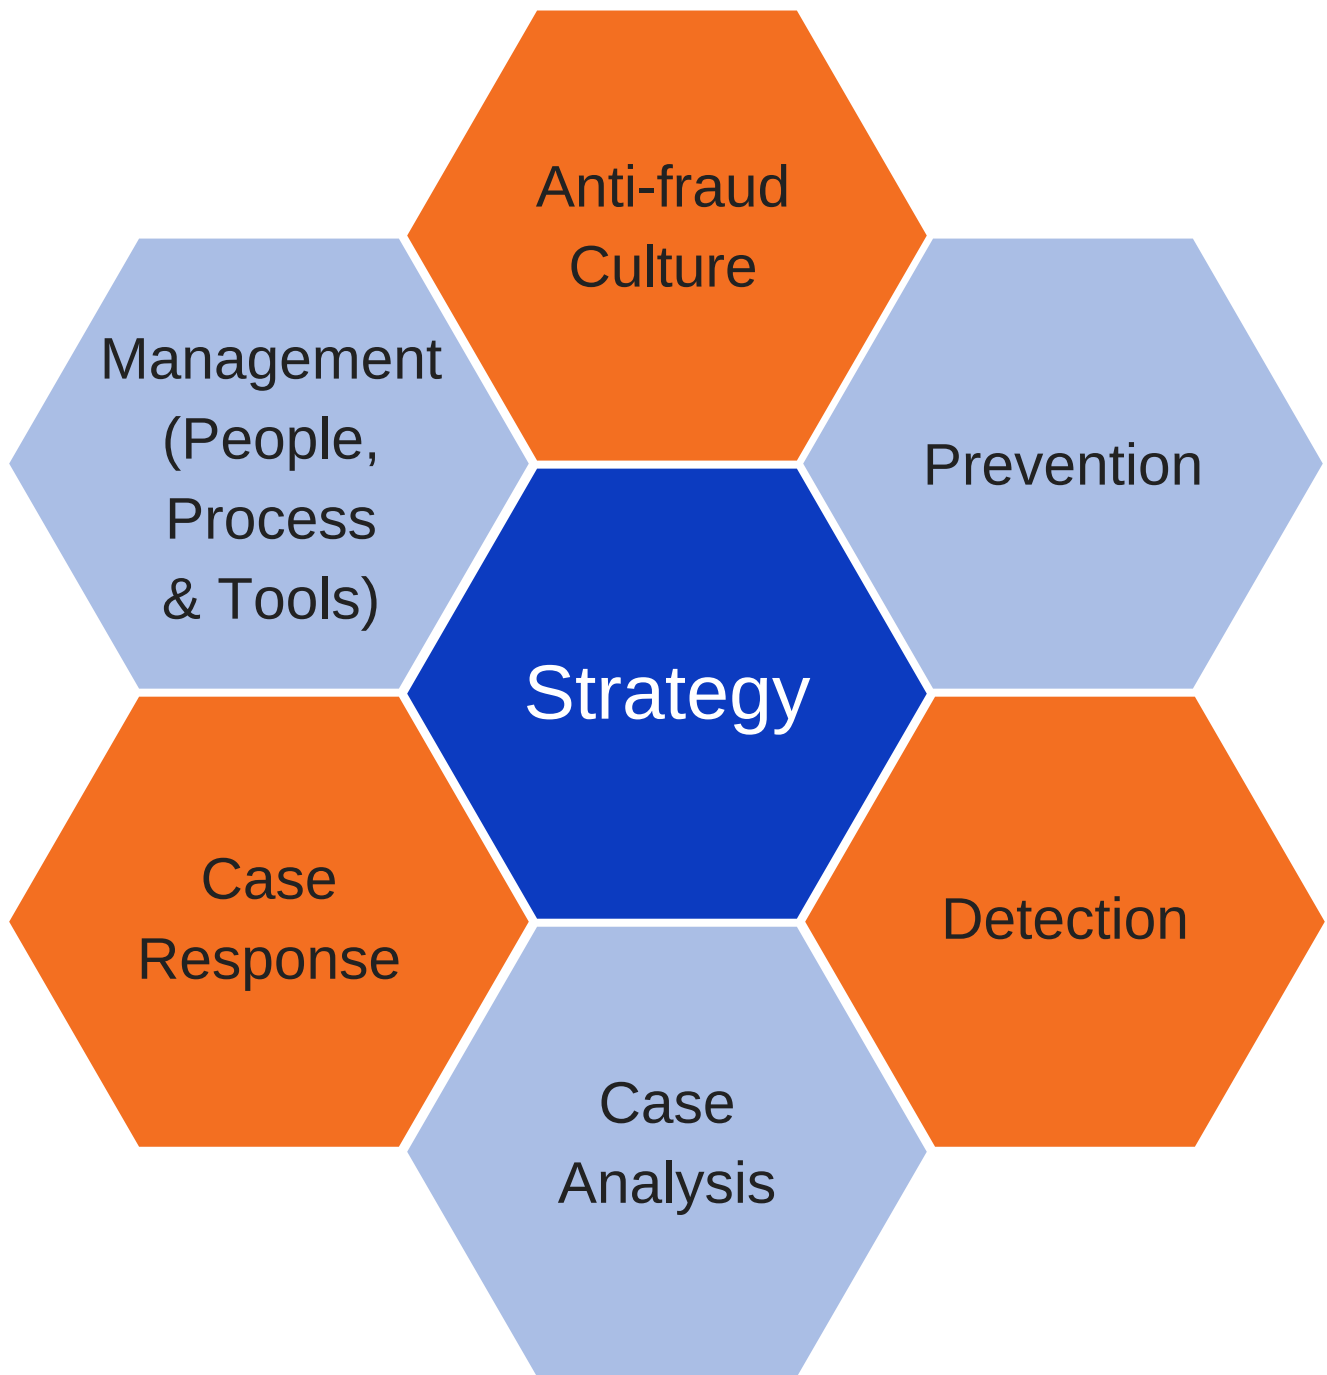 Anti-fraud
Culture
Prevention
Management
(People,
Process
& Tools)
Strategy
Detection
Case
Response
Case
Analysis